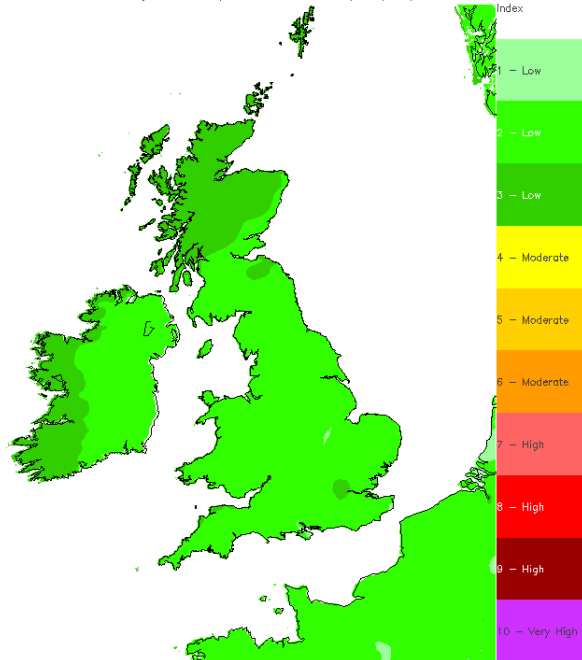 Index
1 - Low
2 - Low
3 - Low
4 - Moderate
5 - Moderate
6 - Moderate
7 - High
8 - High
9 - High
10 - Very High